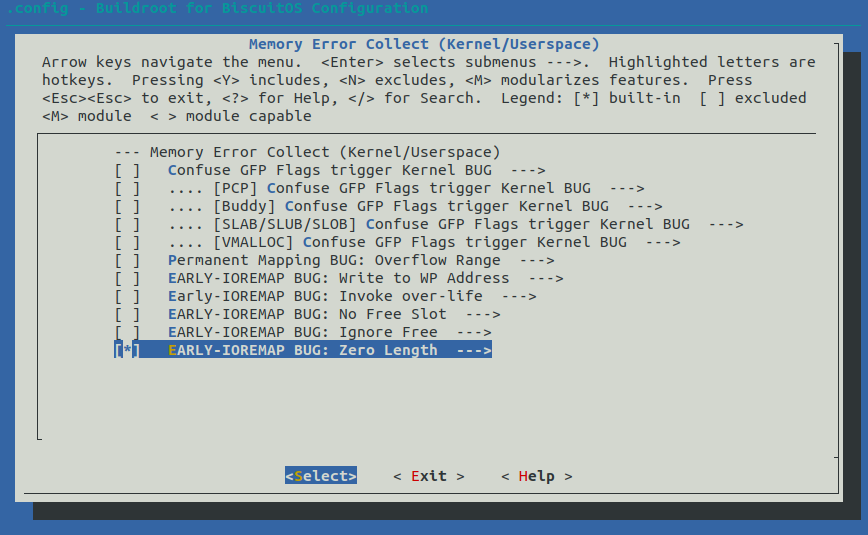 .config - Buildroot for BiscuitOS Configuration
Memory Error Collect (Kernel/Userspace)
Arrow keys navigate the menu.  <Enter> selects submenus --->.  Highlighted letters are
hotkeys.  Pressing <Y> includes, <N> excludes, <M> modularizes features.  Press
<Esc><Esc> to exit, <?> for Help, </> for Search.  Legend: [*] built-in  [ ] excluded
<M> module  < > module capable
--- Memory Error Collect (Kernel/Userspace)
[ ]   Confuse GFP Flags trigger Kernel BUG  --->
[ ]   .... [PCP] Confuse GFP Flags trigger Kernel BUG  --->
[ ]   .... [Buddy] Confuse GFP Flags trigger Kernel BUG  --->
[ ]   .... [SLAB/SLUB/SLOB] Confuse GFP Flags trigger Kernel BUG  --->
[ ]   .... [VMALLOC] Confuse GFP Flags trigger Kernel BUG  --->
[ ]   Permanent Mapping BUG: Overflow Range  --->
[ ]   EARLY-IOREMAP BUG: Write to WP Address  --->
[ ]   Early-IOREMAP BUG: Invoke over-life  --->
[ ]   EARLY-IOREMAP BUG: No Free Slot  --->
[ ]   EARLY-IOREMAP BUG: Ignore Free  --->
[*]   EARLY-IOREMAP BUG: Zero Length  --->
<Select>    < Exit >    < Help >